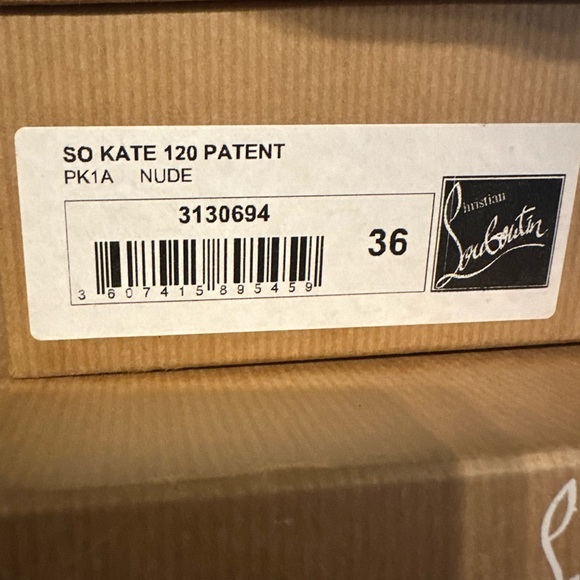 SO KATE 120 PATENT
PK1A NUDE
3130694
3 607415 895459
36
Christian
Louboutin